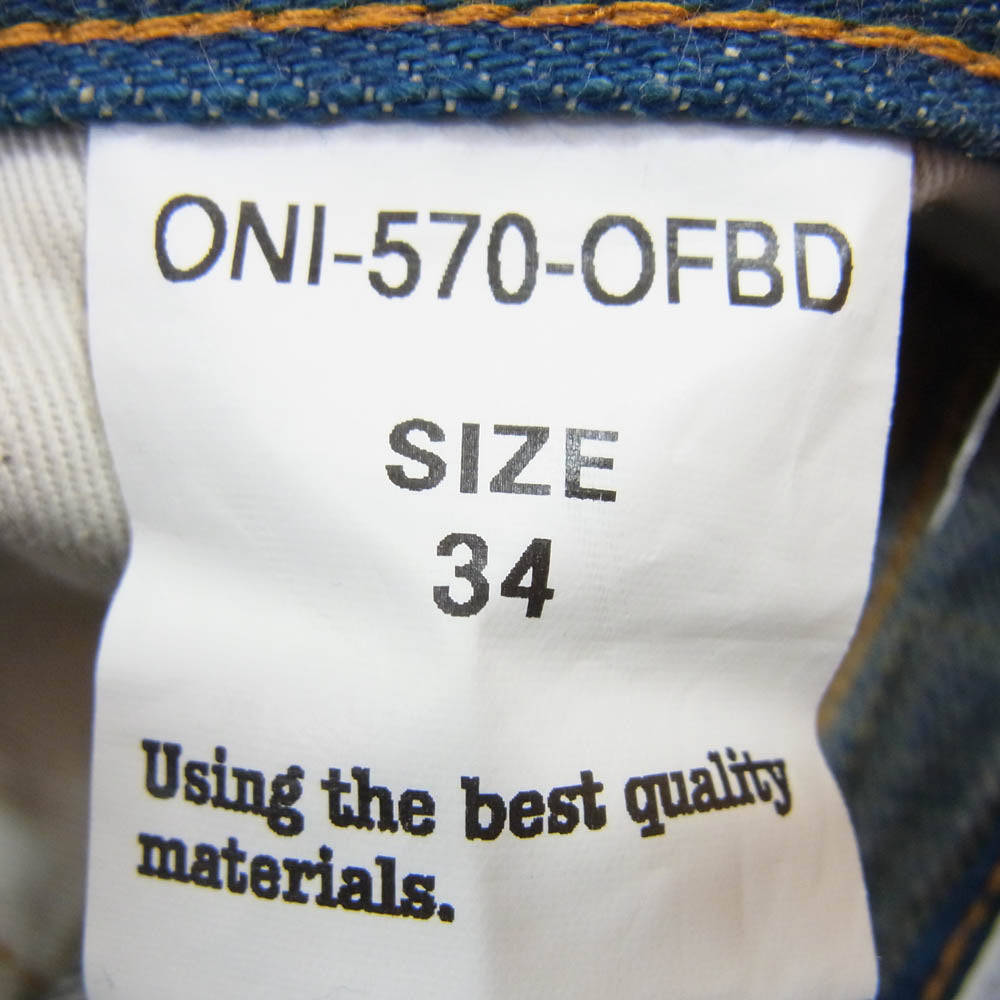 ONI-570-OFBD
SIZE
34
Using the best quality
materials.